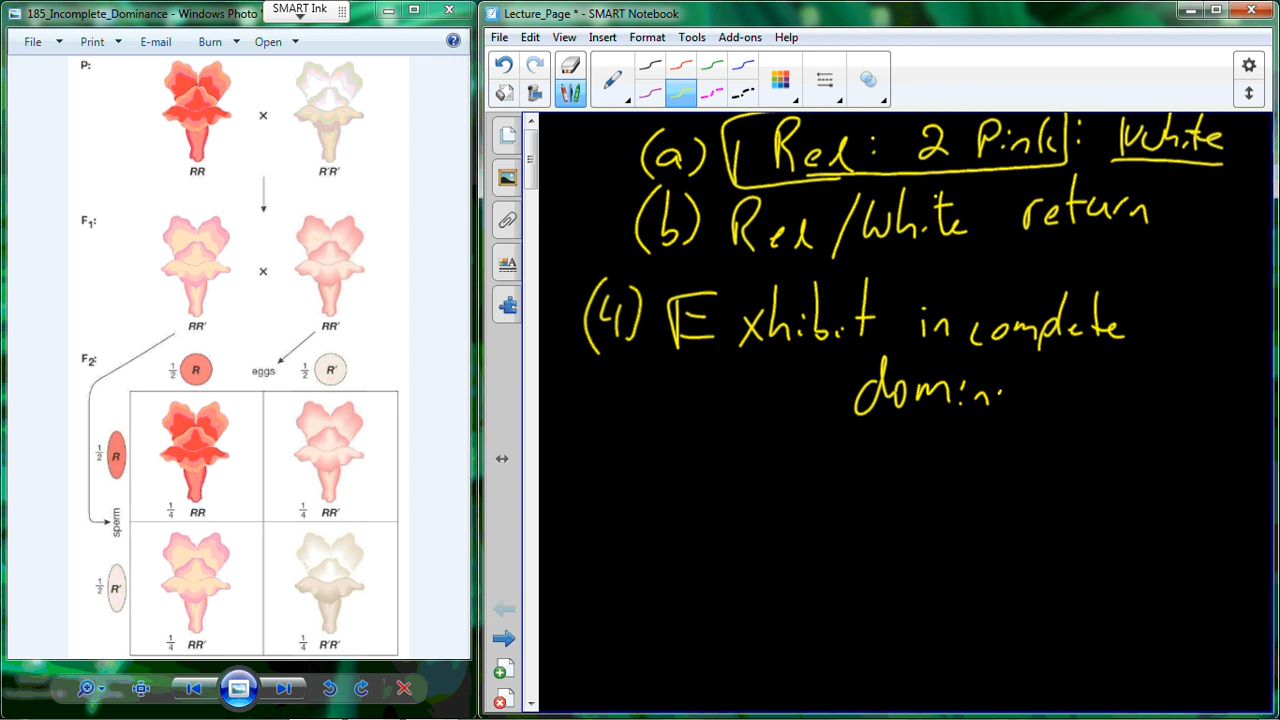 185_Incomplete_Dominance - Windows Photo V
SMART Ink
File Print E-mail Burn Open
P:
×
RR R'R'
F1:
×
RR' RR'
F2:
1/2 R eggs 1/2 R'
1/2 R
1/4 RR 1/4 RR'
sperm
1/2 R'
1/4 RR' 1/4 R'R'
Lecture_Page * - SMART Notebook
File Edit View Insert Format Tools Add-ons Help
(a) 1 Red : 2 Pink : 1 White
(b) Red/White return
(4) Exhibit incomplete
domin